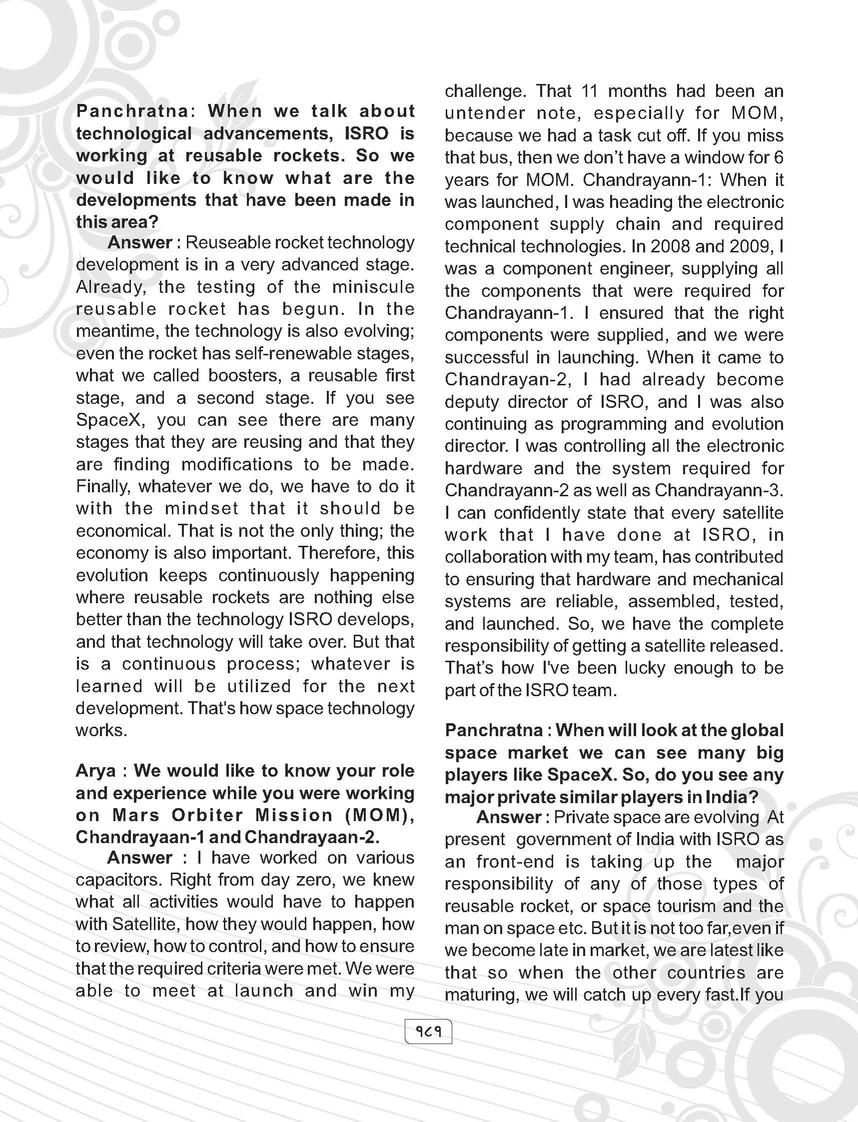 Panchratna: When we talk about
technological advancements, ISRO is
working at reusable rockets. So we
would like to know what are the
developments that have been made in
this area?
Answer : Reuseable rocket technology
development is in a very advanced stage.
Already, the testing of the miniscule
reusable rocket has begun. In the
meantime, the technology is also evolving;
even the rocket has self-renewable stages,
what we called boosters, a reusable first
stage, and a second stage. If you see
SpaceX, you can see there are many
stages that they are reusing and that they
are finding modifications to be made.
Finally, whatever we do, we have to do it
with the mindset that it should be
economical. That is not the only thing; the
economy is also important. Therefore, this
evolution keeps continuously happening
where reusable rockets are nothing else
better than the technology ISRO develops,
and that technology will take over. But that
is a continuous process; whatever is
learned will be utilized for the next
development. That's how space technology
works.
Arya : We would like to know your role
and experience while you were working
on Mars Orbiter Mission (MOM),
Chandrayaan-1 and Chandrayaan-2.
Answer : I have worked on various
capacitors. Right from day zero, we knew
what all activities would have to happen
with Satellite, how they would happen, how
to review, how to control, and how to ensure
that the required criteria were met. We were
able to meet at launch and win my
challenge. That 11 months had been an
untender note, especially for MOM,
because we had a task cut off. If you miss
that bus, then we don’t have a window for 6
years for MOM. Chandrayann-1: When it
was launched, I was heading the electronic
component supply chain and required
technical technologies. In 2008 and 2009, I
was a component engineer, supplying all
the components that were required for
Chandrayann-1. I ensured that the right
components were supplied, and we were
successful in launching. When it came to
Chandrayan-2, I had already become
deputy director of ISRO, and I was also
continuing as programming and evolution
director. I was controlling all the electronic
hardware and the system required for
Chandrayann-2 as well as Chandrayann-3.
I can confidently state that every satellite
work that I have done at ISRO, in
collaboration with my team, has contributed
to ensuring that hardware and mechanical
systems are reliable, assembled, tested,
and launched. So, we have the complete
responsibility of getting a satellite released.
That’s how I've been lucky enough to be
part of the ISRO team.
Panchratna : When will look at the global
space market we can see many big
players like SpaceX. So, do you see any
major private similar players in India?
Answer : Private space are evolving At
present government of India with ISRO as
an front-end is taking up the major
responsibility of any of those types of
reusable rocket, or space tourism and the
man on space etc. But it is not too far,even if
we become late in market, we are latest like
that so when the other countries are
maturing, we will catch up every fast.If you
१८१